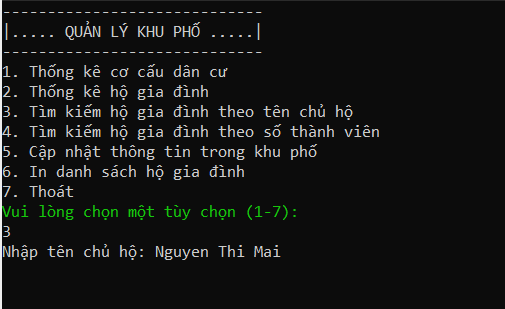 ----------------------------
|..... QUẢN LÝ KHU PHỐ .....|
----------------------------
1. Thống kê cơ cấu dân cư
2. Thống kê hộ gia đình
3. Tìm kiếm hộ gia đình theo tên chủ hộ
4. Tìm kiếm hộ gia đình theo số thành viên
5. Cập nhật thông tin trong khu phố
6. In danh sách hộ gia đình
7. Thoát
Vui lòng chọn một tùy chọn (1-7):
3
Nhập tên chủ hộ: Nguyen Thi Mai